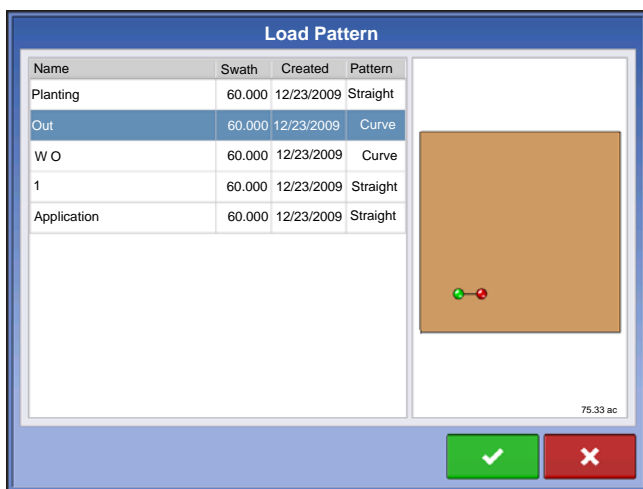 Load Pattern
Name Swath Created Pattern
Planting 60.000 12/23/2009 Straight
Out 60.000 12/23/2009 Curve
W O 60.000 12/23/2009 Curve
1 60.000 12/23/2009 Straight
Application 60.000 12/23/2009 Straight
75.33 ac